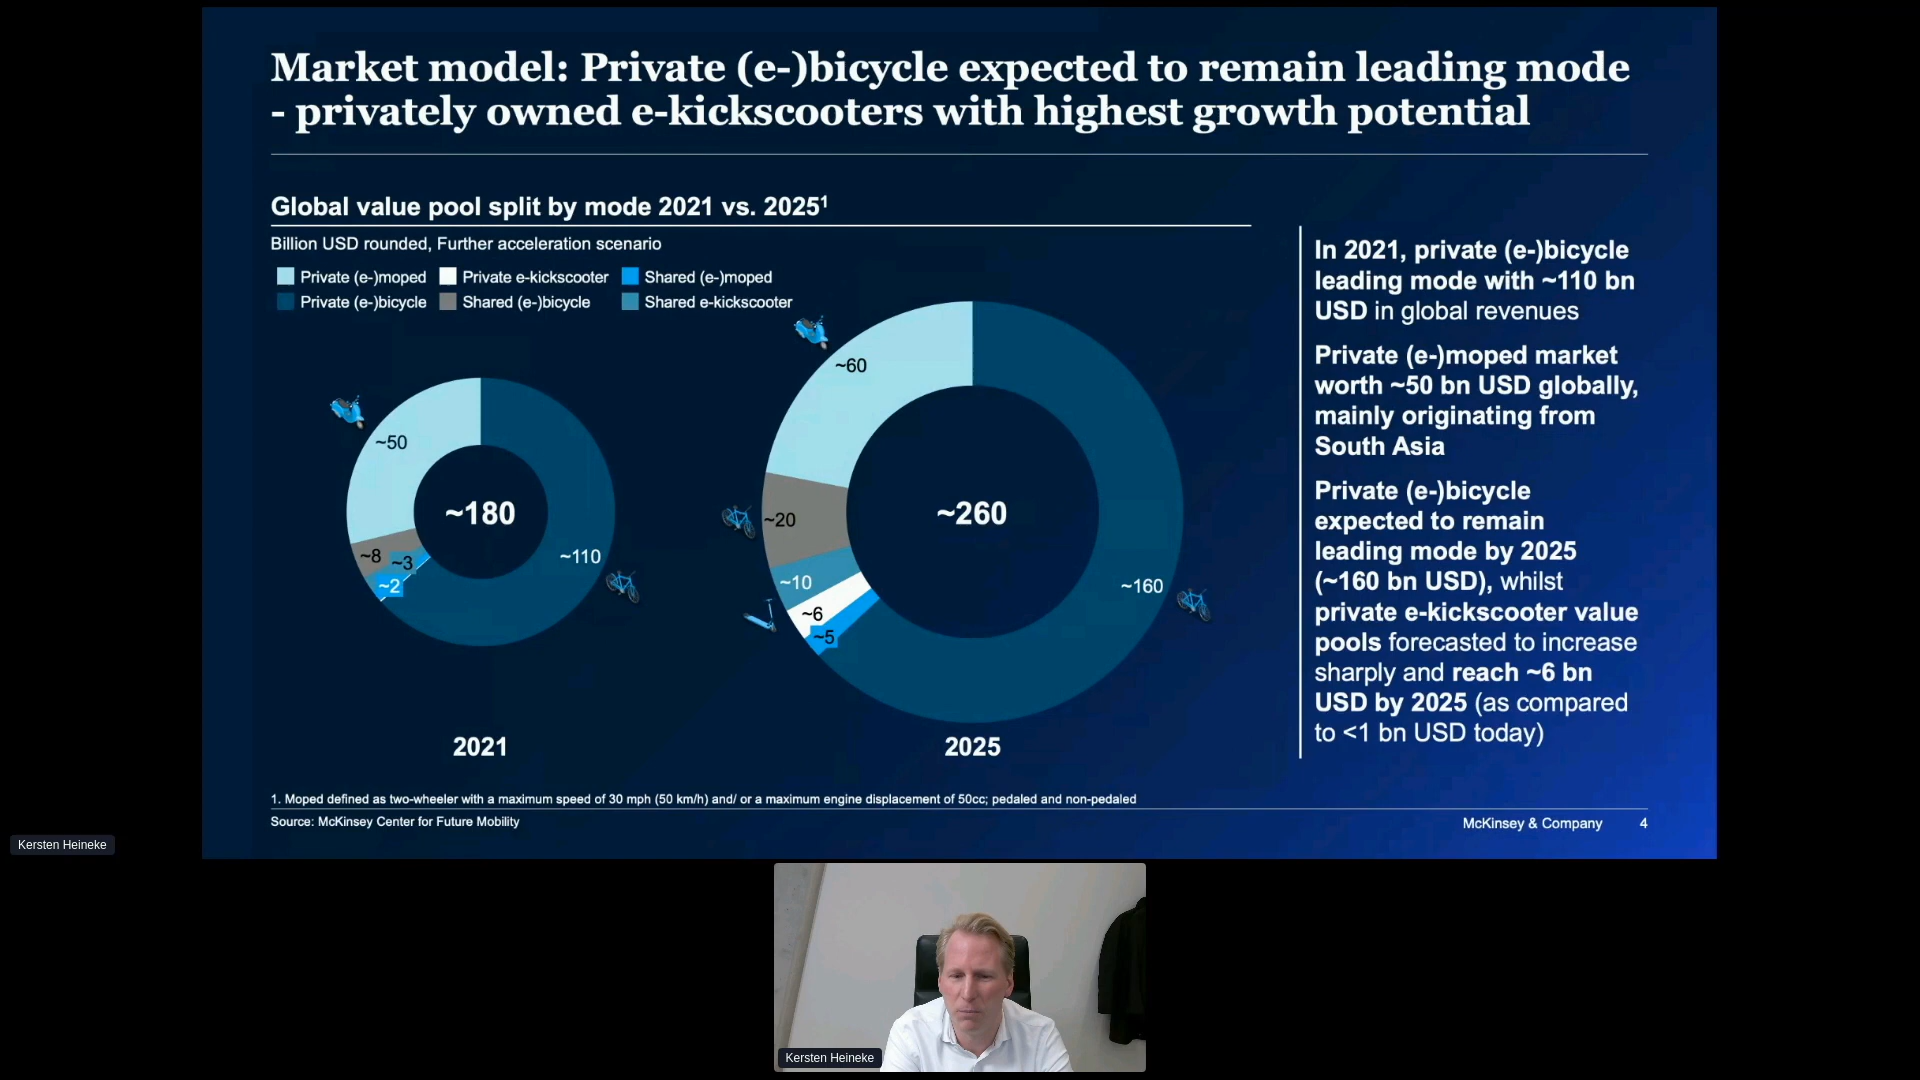 Market model: Private (e-)bicycle expected to remain leading mode
- privately owned e-kickscooters with highest growth potential
Global value pool split by mode 2021 vs. 2025¹
Billion USD rounded, Further acceleration scenario
Private (e-)moped Private e-kickscooter Shared (e-)moped
Private (e-)bicycle Shared (e-)bicycle Shared e-kickscooter
~50
~180
~110
~8
~3
~2
2021
~60
~20
~260
~10
~160
~6
~5
2025
In 2021, private (e-)bicycle
leading mode with ~110 bn
USD in global revenues
Private (e-)moped market
worth ~50 bn USD globally,
mainly originating from
South Asia
Private (e-)bicycle
expected to remain
leading mode by 2025
(~160 bn USD), whilst
private e-kickscooter value
pools forecasted to increase
sharply and reach ~6 bn
USD by 2025 (as compared
to <1 bn USD today)
1. Moped defined as two-wheeler with a maximum speed of 30 mph (50 km/h) and/ or a maximum engine displacement of 50cc; pedaled and non-pedaled
Source: McKinsey Center for Future Mobility
McKinsey & Company 4
Kersten Heineke
Kersten Heineke